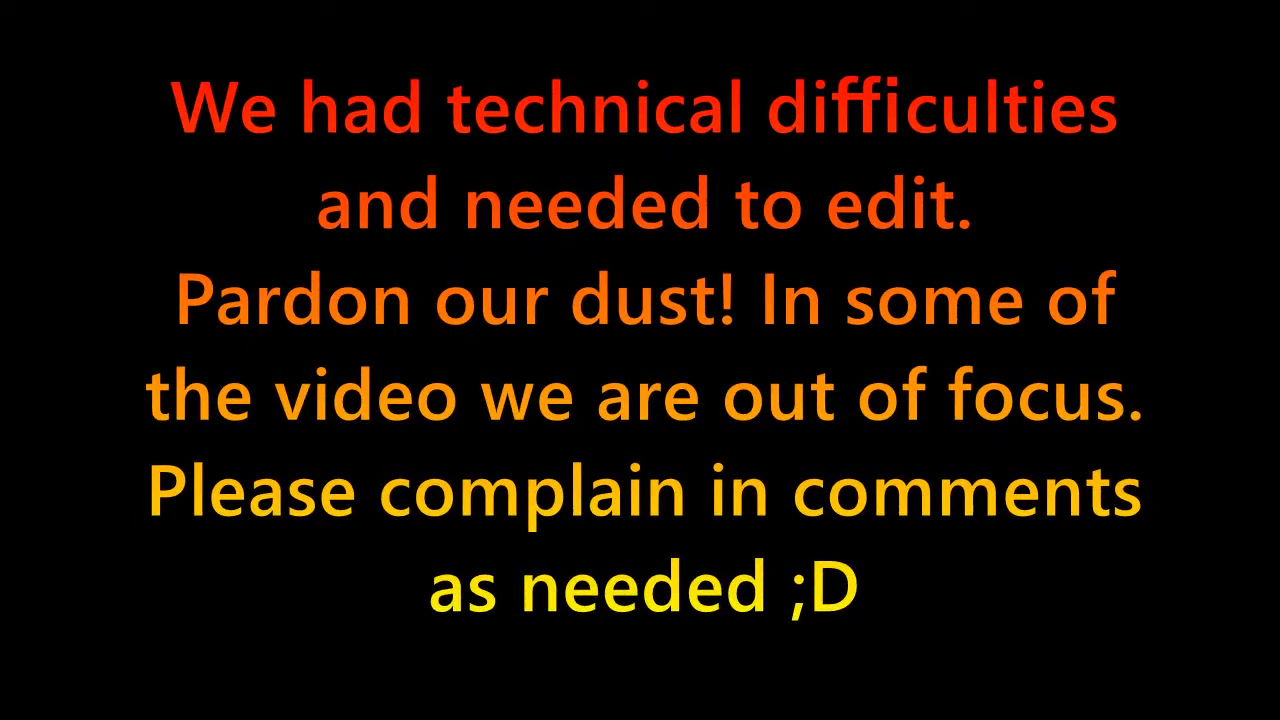 We had technical difficulties
and needed to edit.
Pardon our dust! In some of
the video we are out of focus.
Please complain in comments
as needed ;D